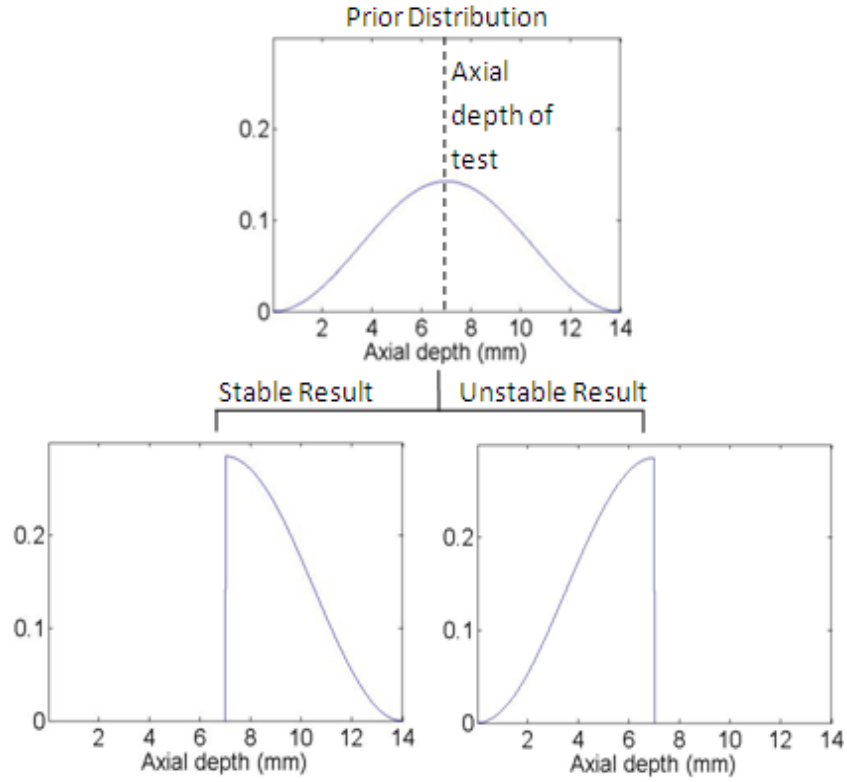 Prior Distribution
Axial
depth of
test
0.2
0.1
0
2 4 6 8 10 12 14
Axial depth (mm)
Stable Result
Unstable Result
0.2
0.1
0
2 4 6 8 10 12 14
Axial depth (mm)
0.2
0.1
0
2 4 6 8 10 12 14
Axial depth (mm)